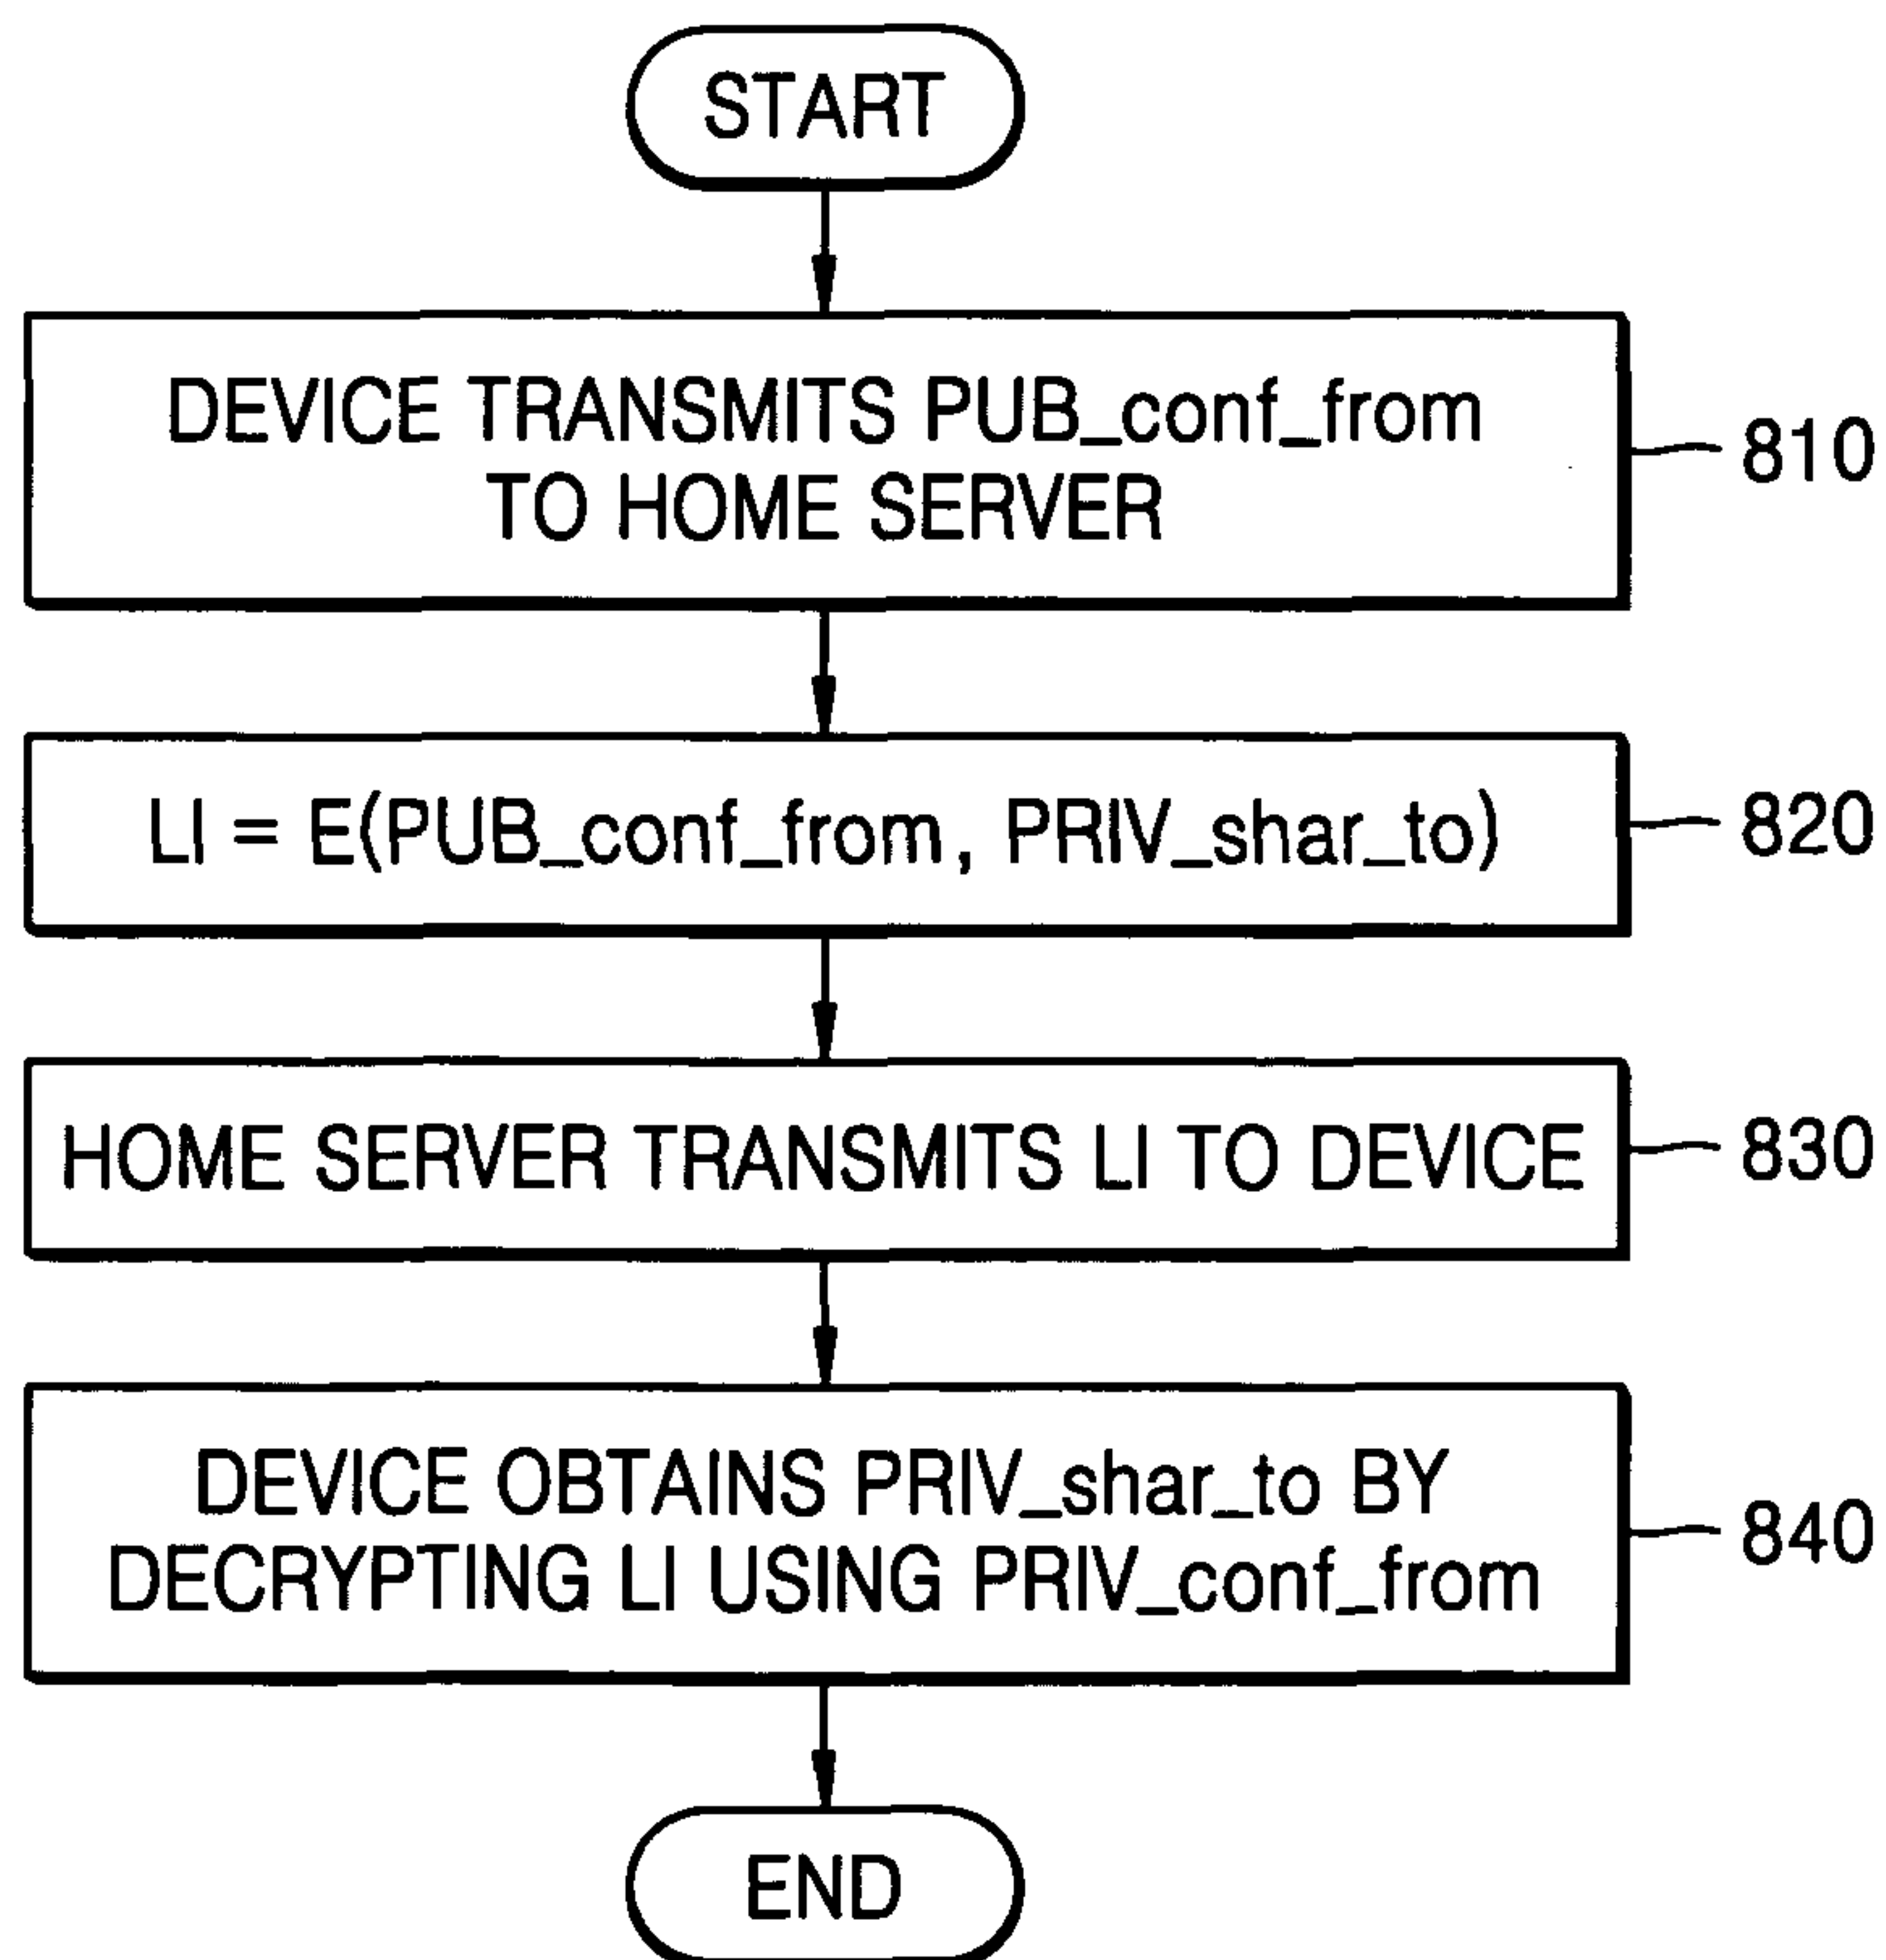 START
DEVICE TRANSMITS PUB_conf_from
TO HOME SERVER
810
LI = E(PUB_conf_from, PRIV_shar_to)
820
HOME SERVER TRANSMITS LI TO DEVICE
830
DEVICE OBTAINS PRIV_shar_to BY
DECRYPTING LI USING PRIV_conf_from
840
END